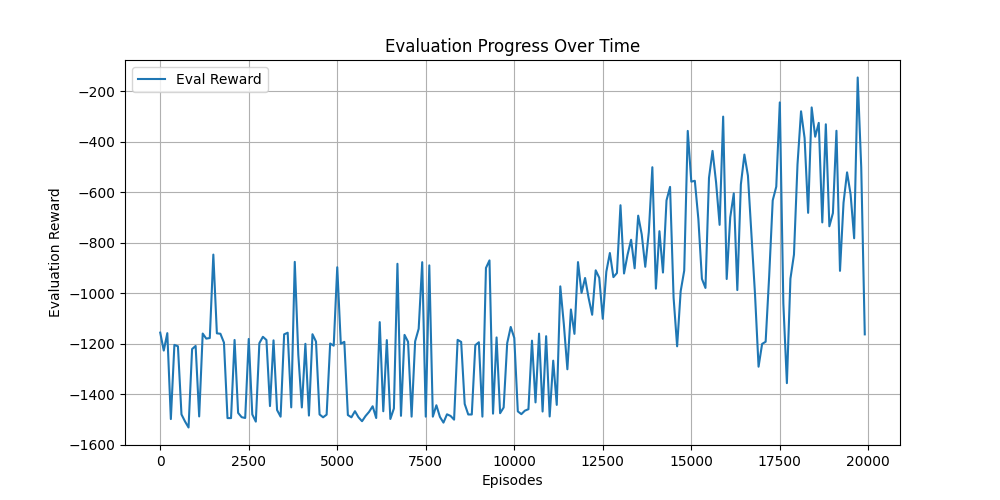 Evaluation Progress Over Time
Eval Reward
−200
−400
−600
−800
−1000
−1200
−1400
−1600
Evaluation Reward
0 2500 5000 7500 10000 12500 15000 17500 20000
Episodes